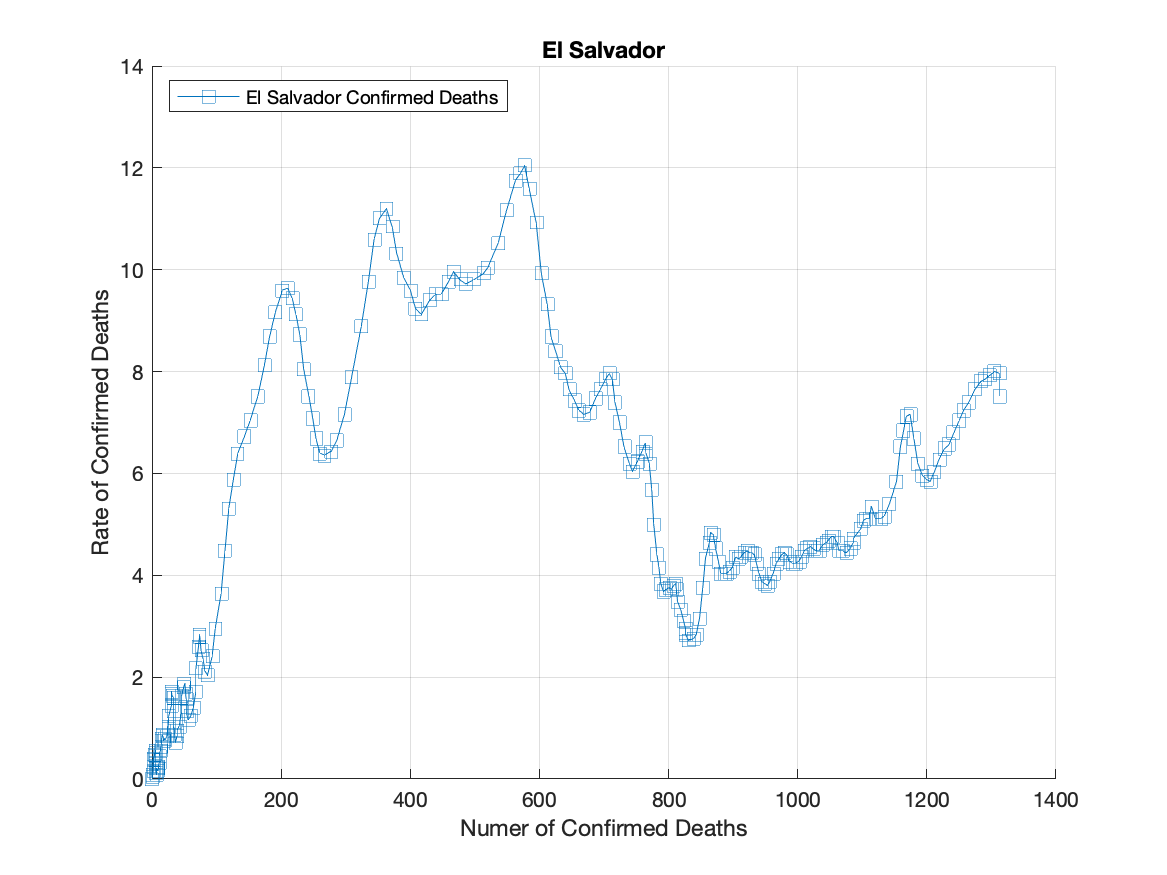 El Salvador
El Salvador Confirmed Deaths
Rate of Confirmed Deaths
14
12
10
8
6
4
2
0
0 200 400 600 800 1000 1200 1400
Numer of Confirmed Deaths